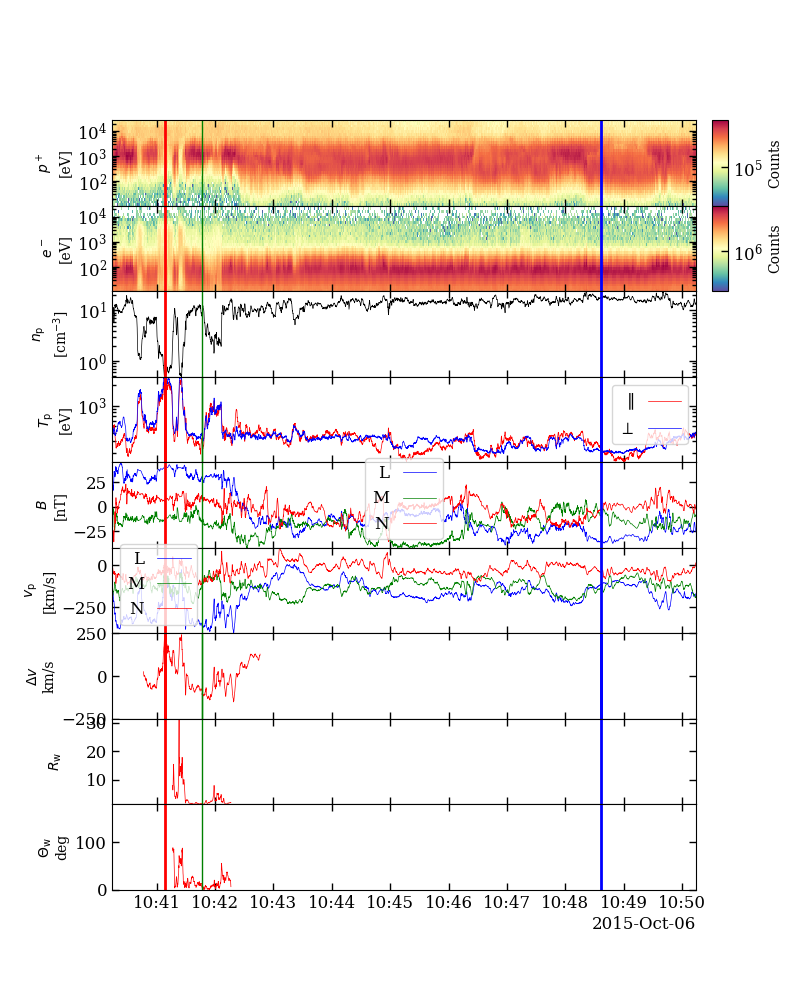 10⁴
10³
10²
p⁺
[eV]
10⁵
Counts
10⁴
10³
10²
e⁻
[eV]
10⁶
Counts
10¹
10⁰
nₚ
[cm⁻³]
10³
Tₚ
[eV]
∥
⊥
25
0
−25
B
[nT]
L
M
N
0
−250
vₚ
[km/s]
L
M
N
250
0
−250
Δv
km/s
30
20
10
R_w
100
0
Θ_w
deg
10:41 10:42 10:43 10:44 10:45 10:46 10:47 10:48 10:49 10:50
2015-Oct-06